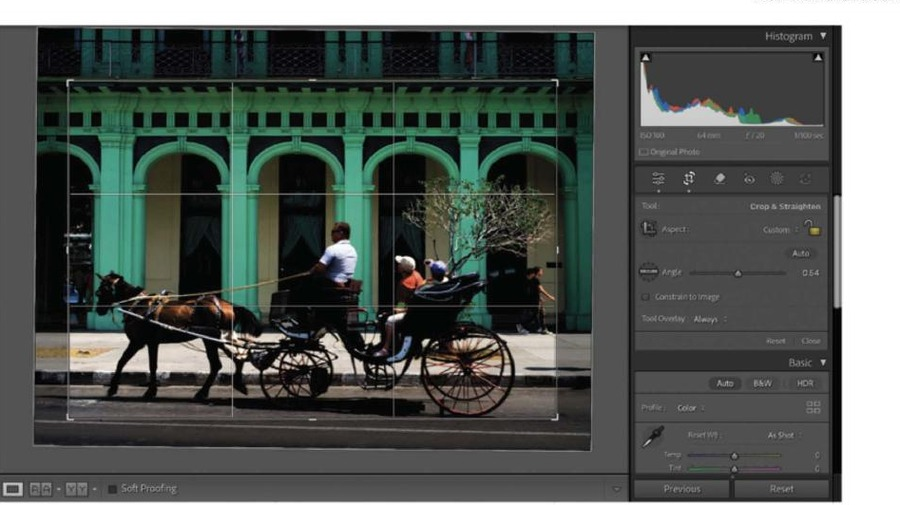 Histogram
ISO 100 64 mm ƒ / 20 1/100 sec
Original Photo
Tool: Crop & Straighten
Aspect: Custom
Auto
Angle 0.64
Constrain to Image
Tool Overlay: Always
Reset Close
Basic
Auto B&W HDR
Profile: Color
Reset WB: As Shot
Temp 0
Tint 0
Soft Proofing
Previous Reset